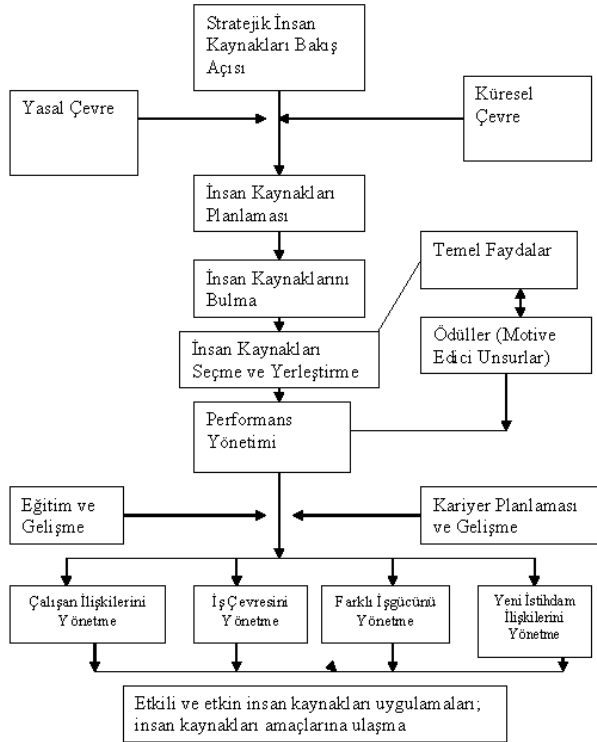 Stratejik İnsan
Kaynakları Bakış
Açısı
Yasal Çevre
Küresel
Çevre
İnsan Kaynakları
Planlaması
Temel Faydalar
İnsan Kaynaklarını
Bulma
Ödüller (Motive
Edici Unsurlar)
İnsan Kaynakları
Seçme ve Yerleştirme
Performans
Yönetimi
Eğitim ve
Gelişme
Kariyer Planlaması
ve Gelişme
Çalışan İlişkilerini
Yönetme
İş Çevresini
Yönetme
Farklı İşgücünü
Yönetme
Yeni İstihdam
İlişkilerini
Yönetme
Etkili ve etkin insan kaynakları uygulamaları;
insan kaynakları amaçlarına ulaşma